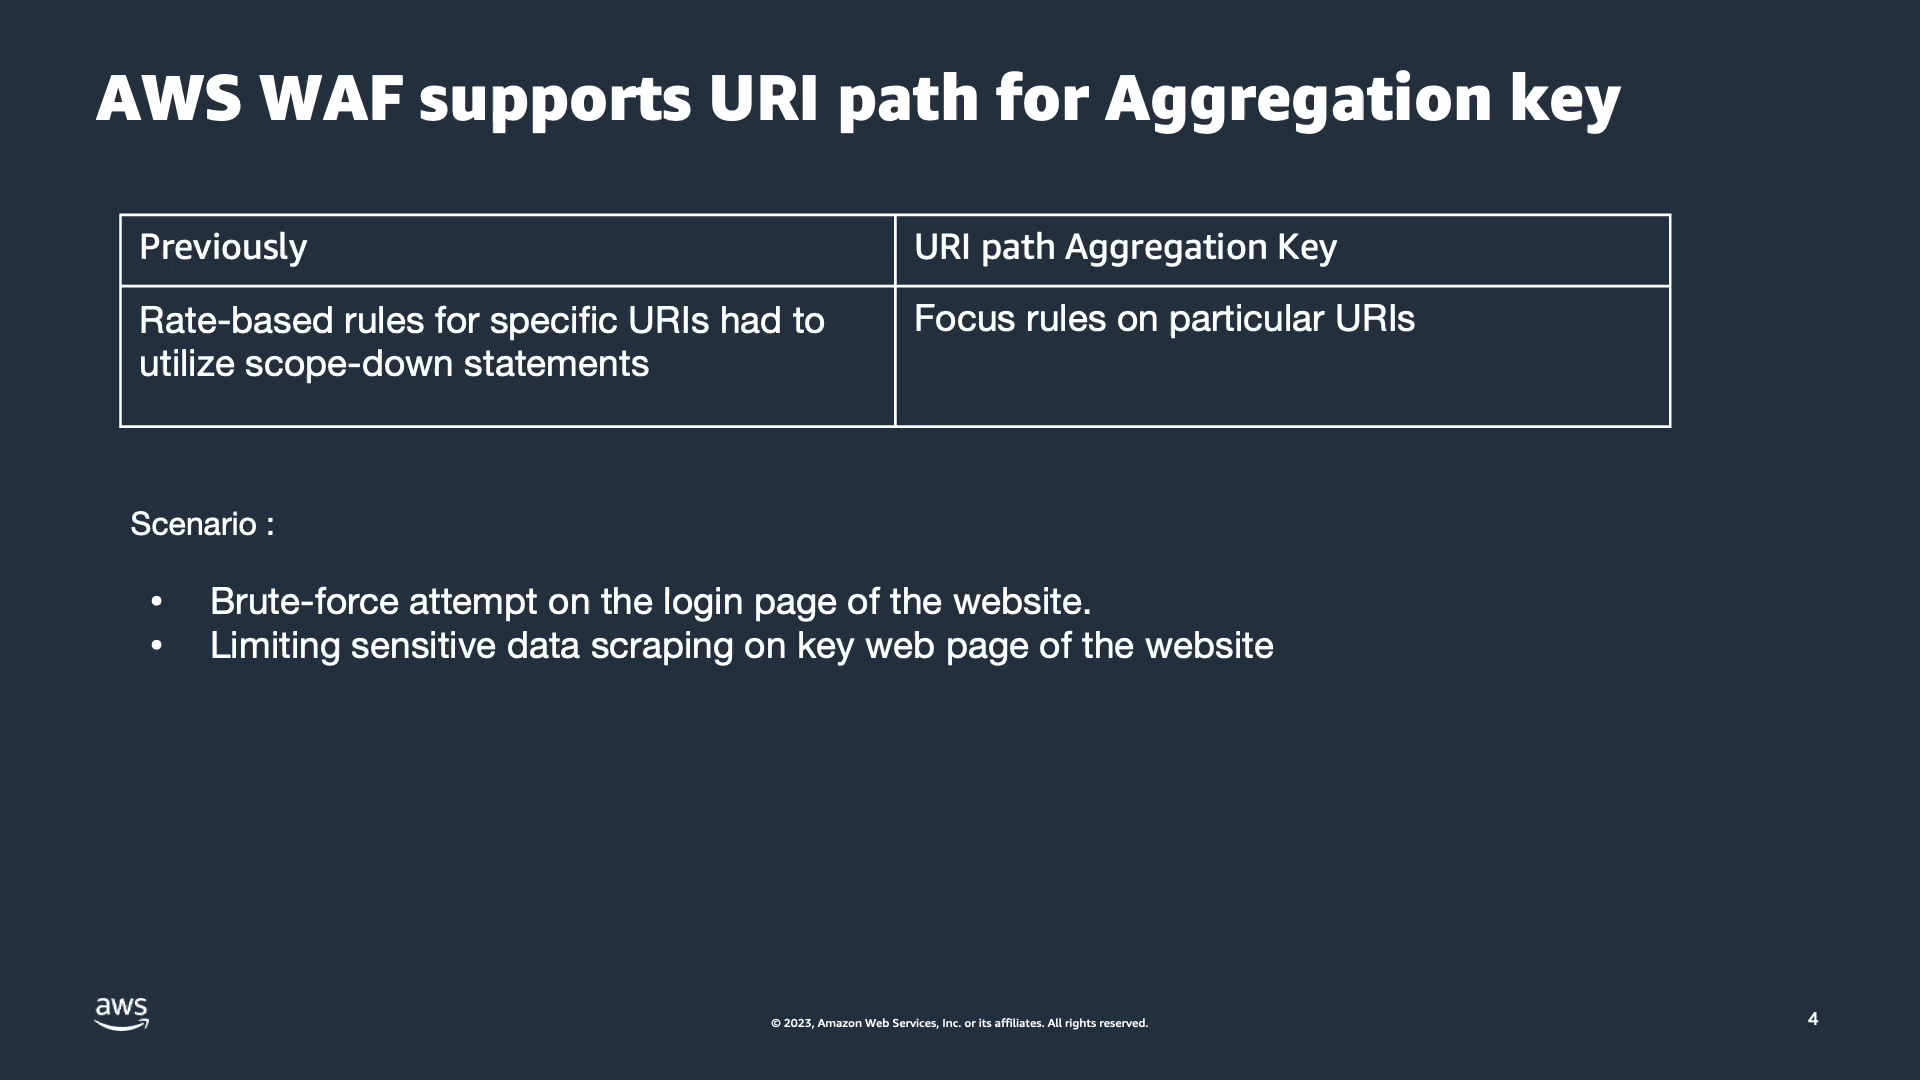 AWS WAF supports URI path for Aggregation key
Previously
URI path Aggregation Key
Rate-based rules for specific URIs had to
utilize scope-down statements
Focus rules on particular URIs
Scenario :
• Brute-force attempt on the login page of the website.
• Limiting sensitive data scraping on key web page of the website
aws
© 2023, Amazon Web Services, Inc. or its affiliates. All rights reserved.
4